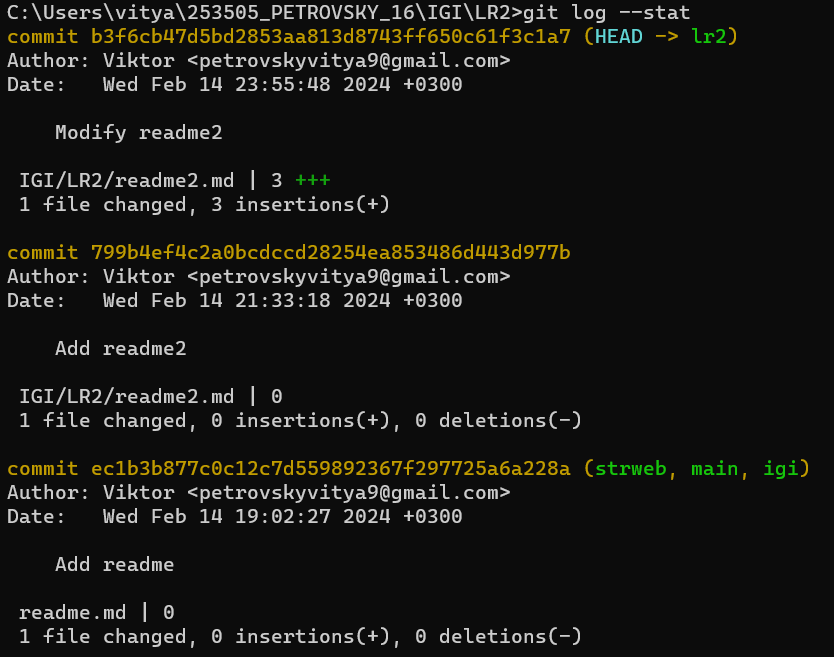 C:\Users\vitya\253505_PETROVSKY_16\IGI\LR2>git log --stat
commit b3f6cb47d5bd2853aa813d8743ff650c61f3c1a7 (HEAD -> lr2)
Author: Viktor <petrovskyvitya9@gmail.com>
Date:   Wed Feb 14 23:55:48 2024 +0300
    Modify readme2
 IGI/LR2/readme2.md | 3 +++
 1 file changed, 3 insertions(+)
commit 799b4ef4c2a0bcdccd28254ea853486d443d977b
Author: Viktor <petrovskyvitya9@gmail.com>
Date:   Wed Feb 14 21:33:18 2024 +0300
    Add readme2
 IGI/LR2/readme2.md | 0
 1 file changed, 0 insertions(+), 0 deletions(-)
commit ec1b3b877c0c12c7d559892367f297725a6a228a (strweb, main, igi)
Author: Viktor <petrovskyvitya9@gmail.com>
Date:   Wed Feb 14 19:02:27 2024 +0300
    Add readme
 readme.md | 0
 1 file changed, 0 insertions(+), 0 deletions(-)